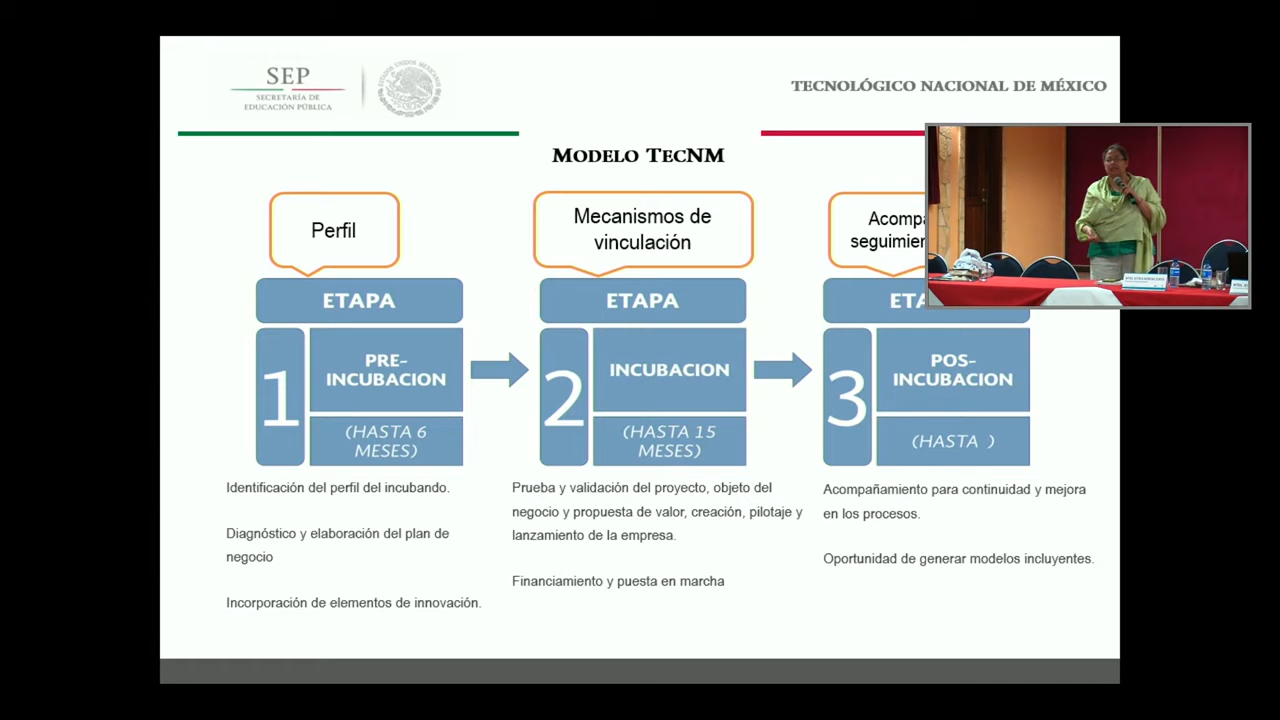 SEP
SECRETARÍA DE
EDUCACIÓN PÚBLICA
ESTADOS UNIDOS MEXICANOS
TECNOLÓGICO NACIONAL DE MÉXICO
MODELO TECNM
Perfil
Mecanismos de
vinculación
ETAPA
ETAPA
1
PRE-
INCUBACION
(HASTA 6
MESES)
2
INCUBACION
(HASTA 15
MESES)
3
POS-
INCUBACION
(HASTA )
Identificación del perfil del incubando.
Diagnóstico y elaboración del plan de
negocio
Incorporación de elementos de innovación.
Prueba y validación del proyecto, objeto del
negocio y propuesta de valor, creación, pilotaje y
lanzamiento de la empresa.
Financiamiento y puesta en marcha
Acompañamiento para continuidad y mejora
en los procesos.
Oportunidad de generar modelos incluyentes.